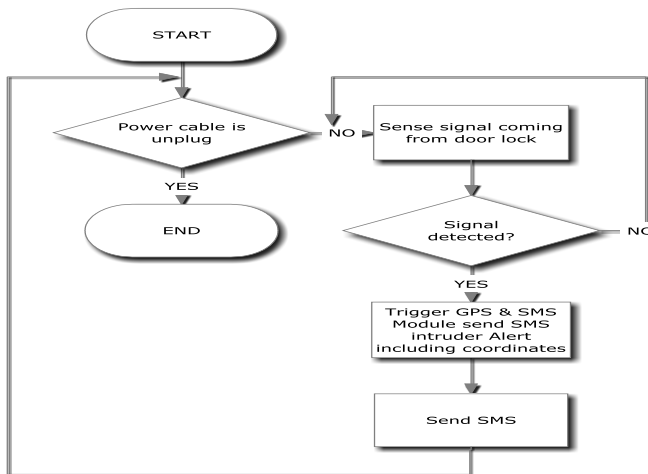 START
Power cable is
unplug
NO
Sense signal coming
from door lock
YES
END
Signal
detected?
NO
YES
Trigger GPS & SMS
Module send SMS
intruder Alert
including coordinates
Send SMS